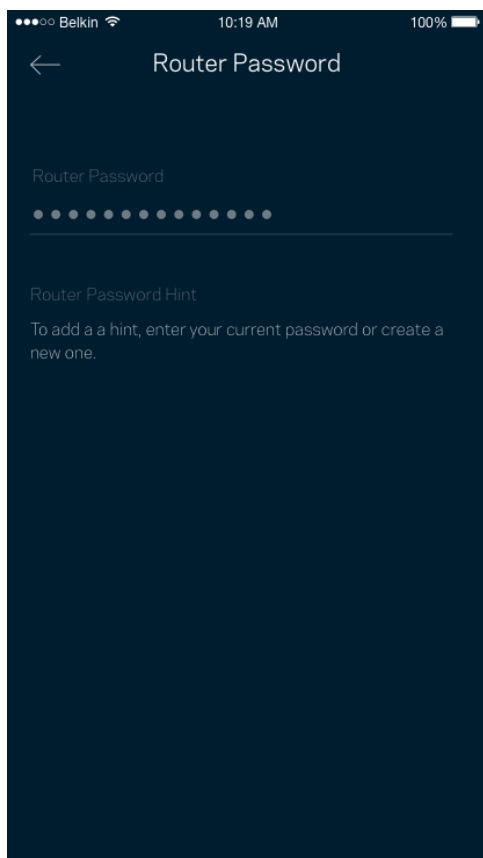 Belkin 10:19 AM 100%
Router Password
Router Password
●●●●●●●●●●●●●●
Router Password Hint
To add a a hint, enter your current password or create a
new one.